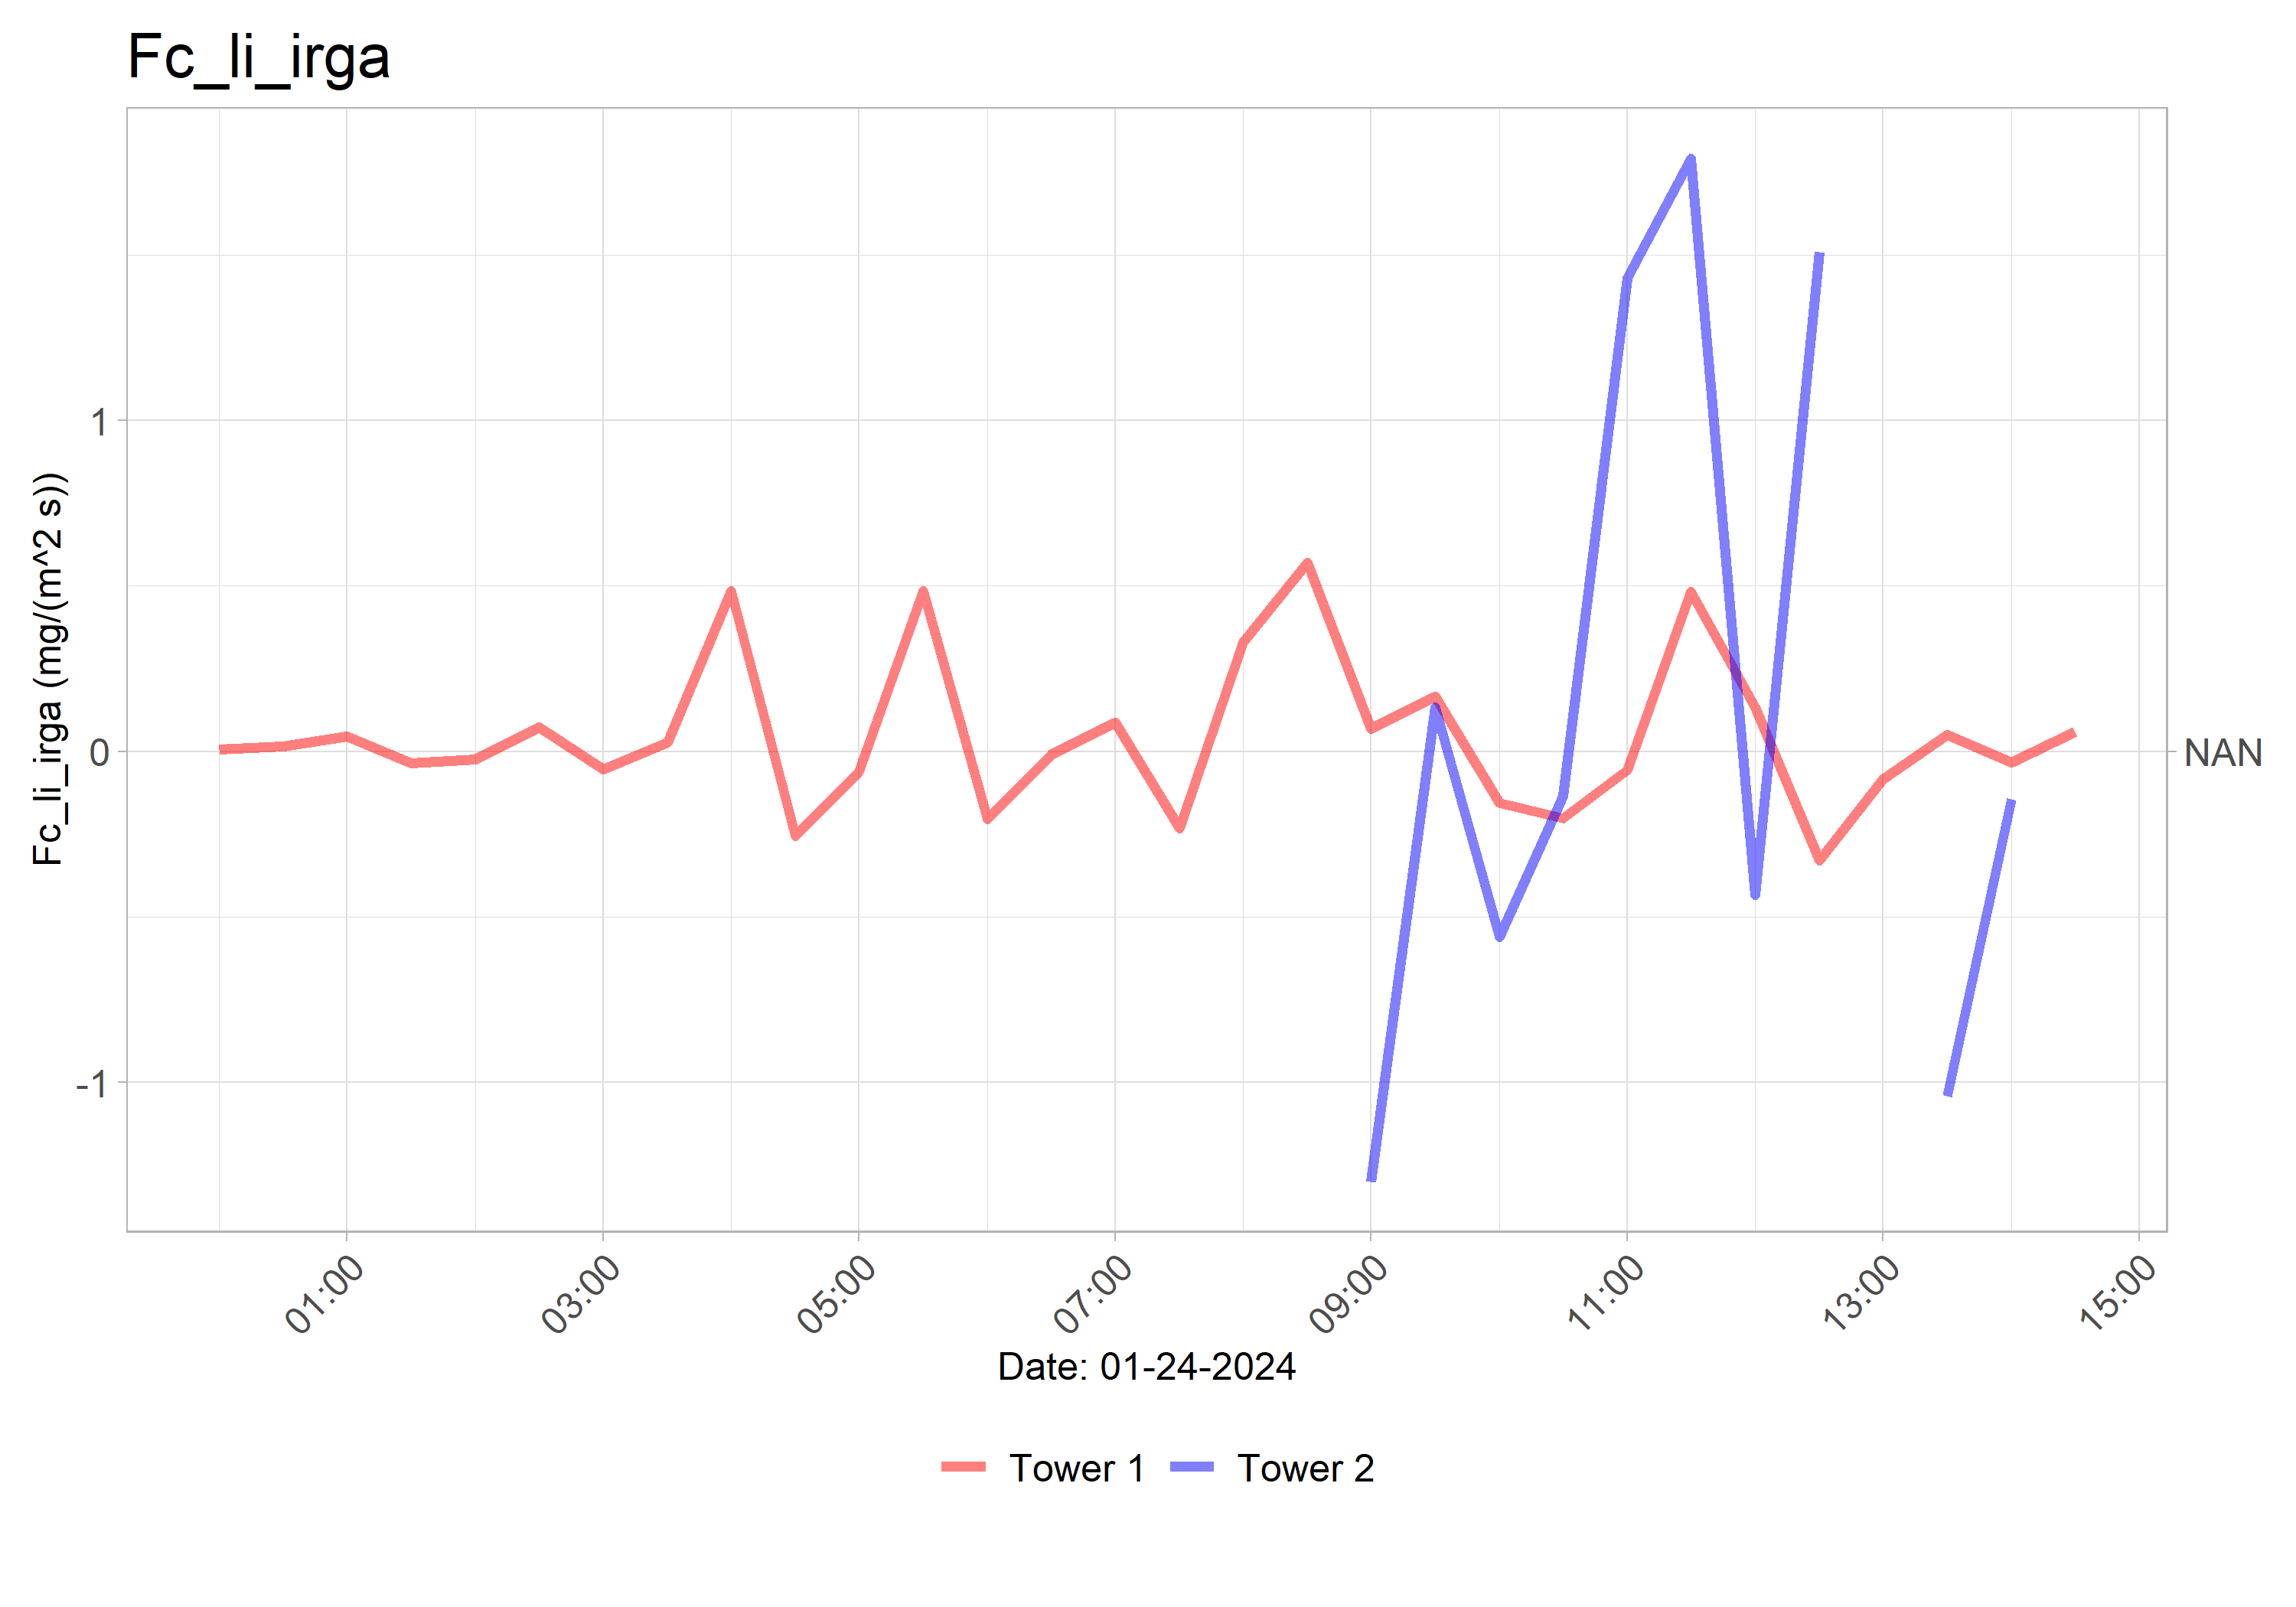 Fc_li_irga
Fc_li_irga (mg/(m^2 s))
1
0
-1
NAN
01:00 03:00 05:00 07:00 09:00 11:00 13:00 15:00
Date: 01-24-2024
Tower 1 Tower 2